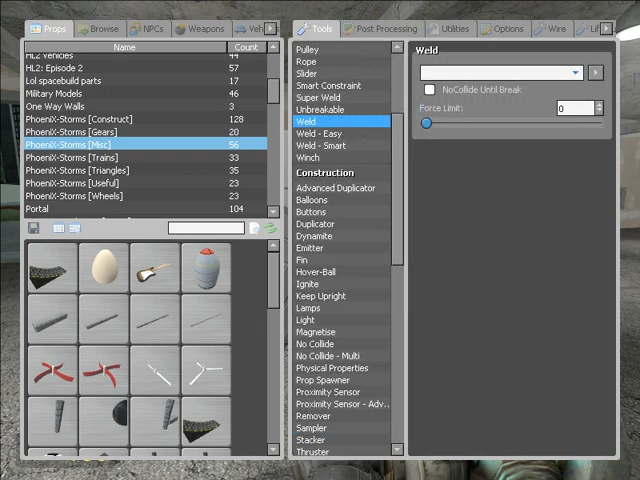 Props Browse NPCs Weapons
Name Count
HL2 Vehicles 44
HL2: Episode 2 57
Lol spacebuild parts 17
Military Models 46
One Way Walls 3
PhoeniX-Storms [Construct] 128
PhoeniX-Storms [Gears] 20
PhoeniX-Storms [Misc] 56
PhoeniX-Storms [Trains] 33
PhoeniX-Storms [Triangles] 35
PhoeniX-Storms [Useful] 23
PhoeniX-Storms [Wheels] 23
Portal 104
Tools Post Processing Utilities Options Wire
Pulley
Rope
Slider
Smart Constraint
Super Weld
Unbreakable
Weld
Weld - Easy
Weld - Smart
Winch
Construction
Advanced Duplicator
Balloons
Buttons
Duplicator
Dynamite
Emitter
Fin
Hover-Ball
Ignite
Keep Upright
Lamps
Light
Magnetise
No Collide
No Collide - Multi
Physical Properties
Prop Spawner
Proximity Sensor
Proximity Sensor - Adv...
Remover
Sampler
Stacker
Thruster
Weld
NoCollide Until Break
Force Limit: 0